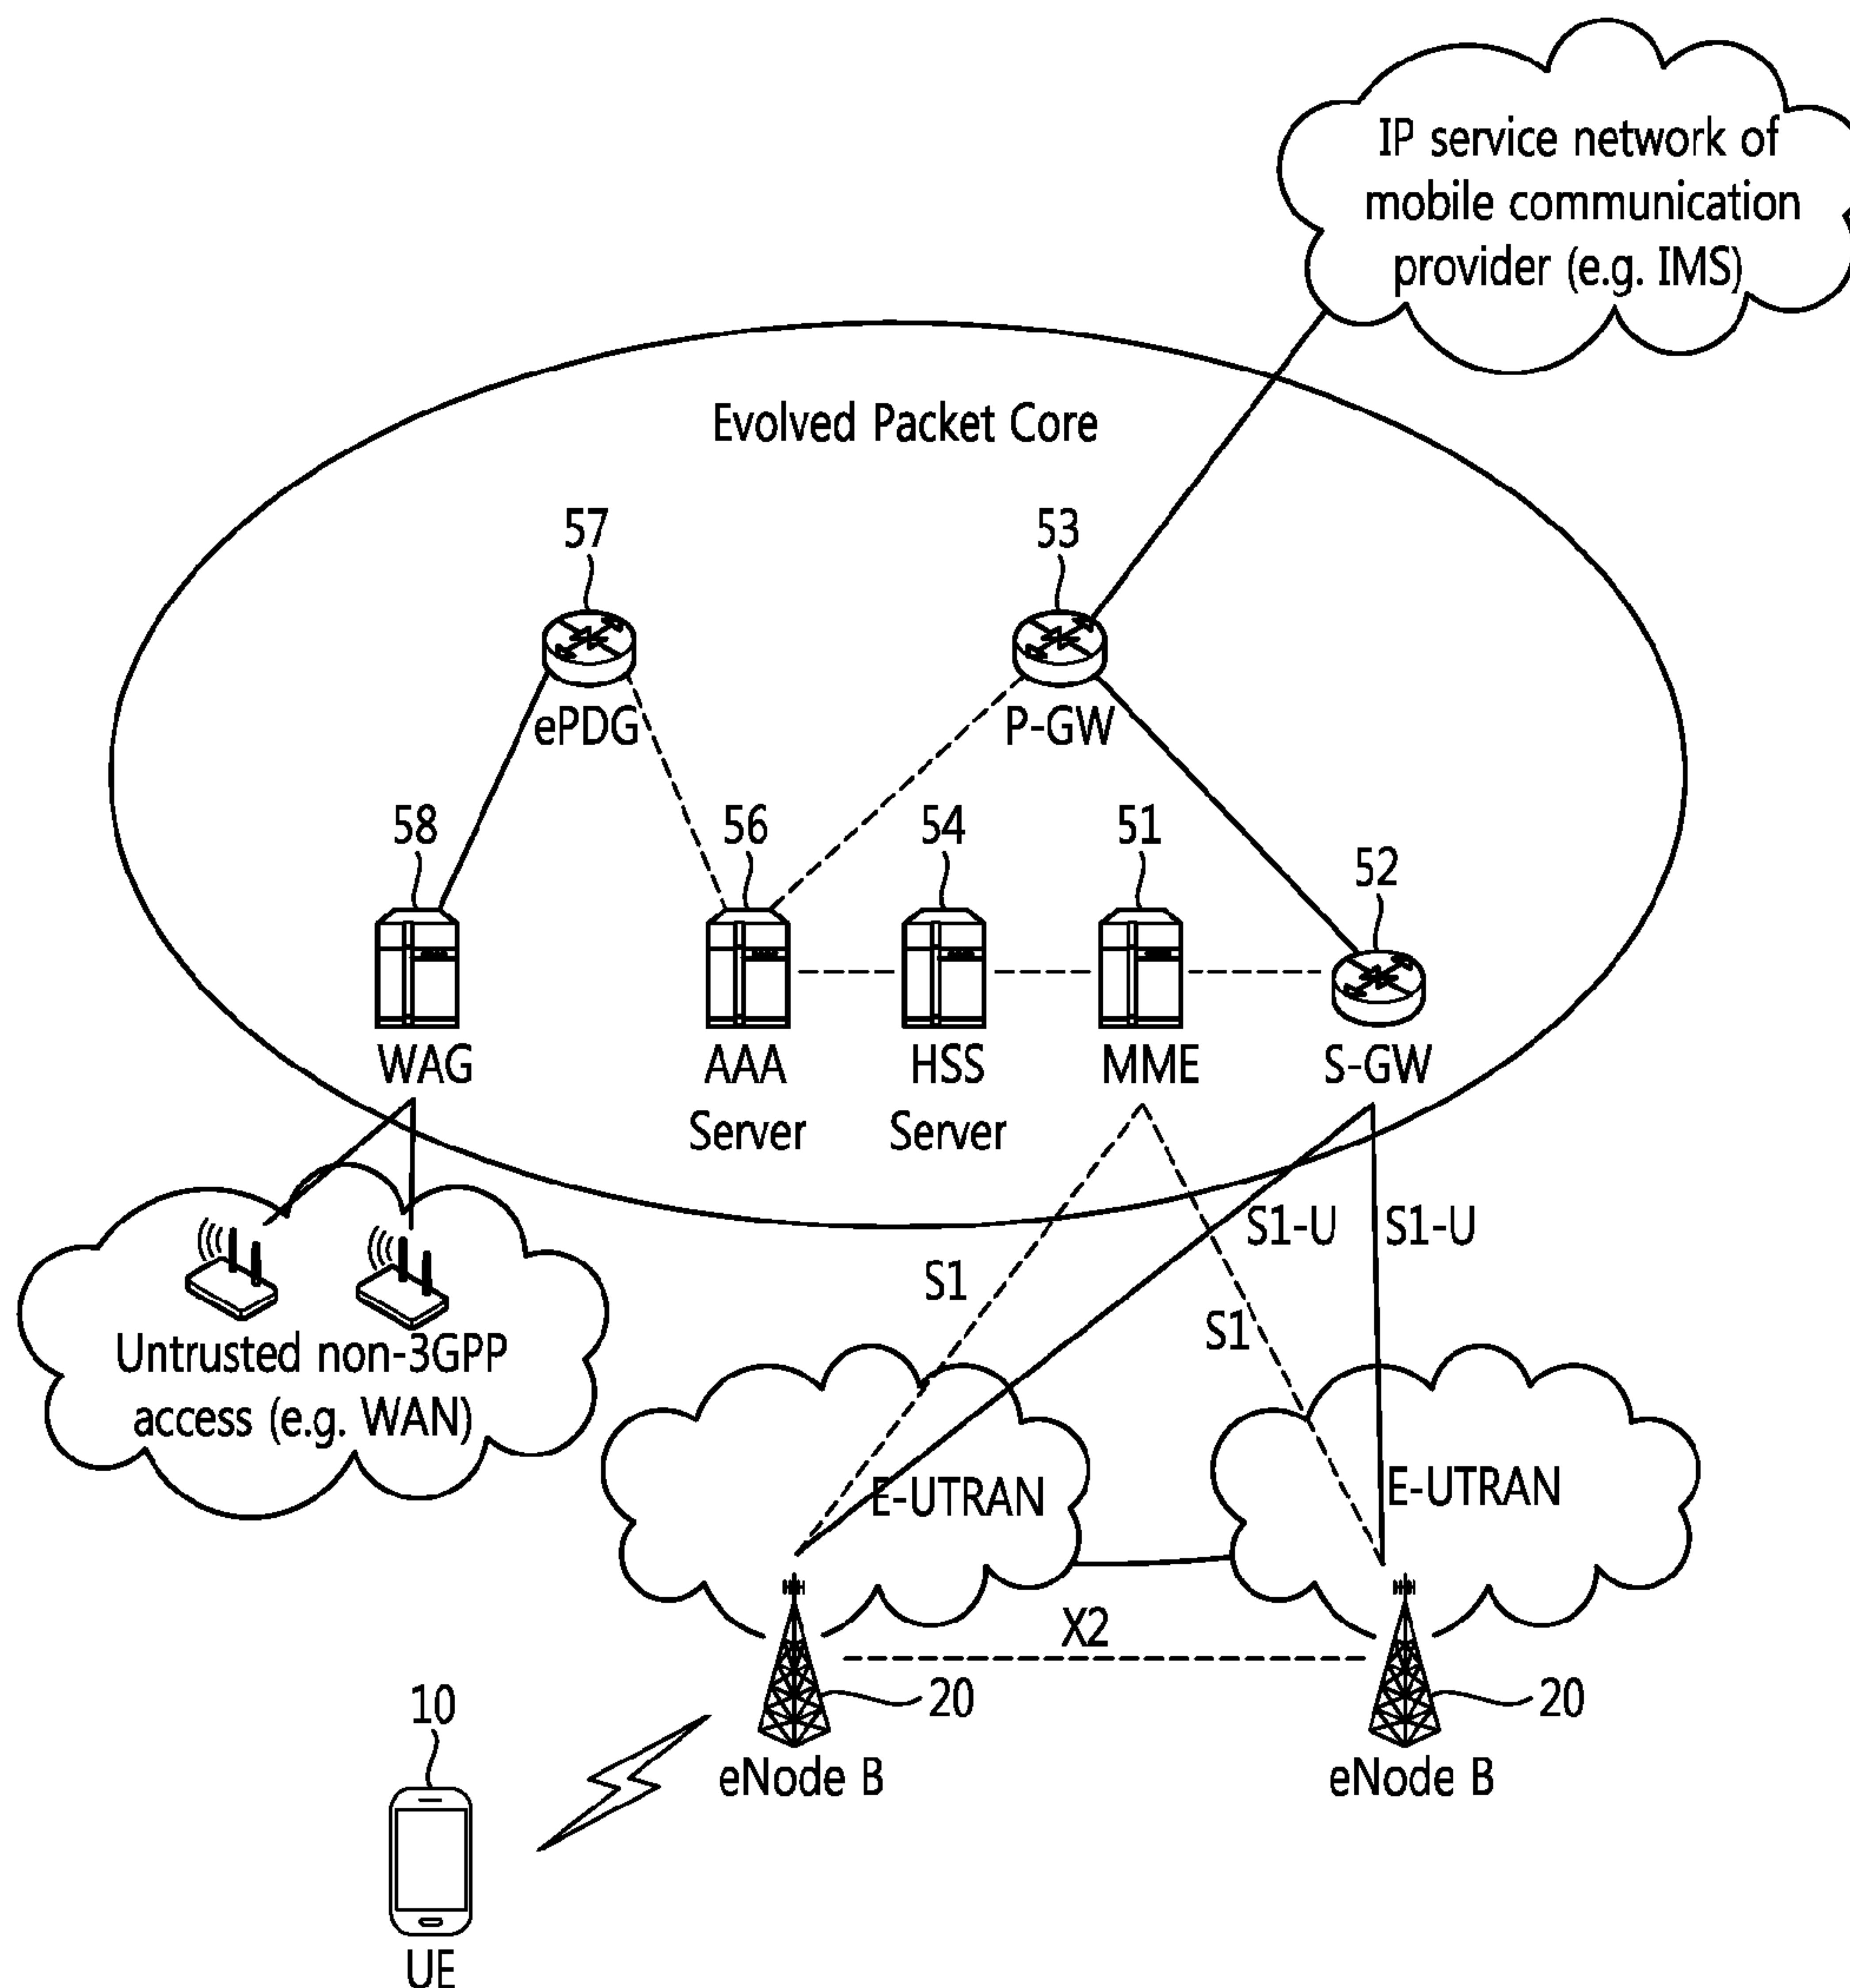 IP service network of
mobile communication
provider (e.g. IMS)
Evolved Packet Core
57
53
ePDG
P-GW
58
56
54
51
52
WAG
AAA
Server
HSS
Server
MME
S-GW
S1-U
S1-U
S1
S1
Untrusted non-3GPP
access (e.g. WAN)
E-UTRAN
E-UTRAN
X2
20
20
10
eNode B
eNode B
UE